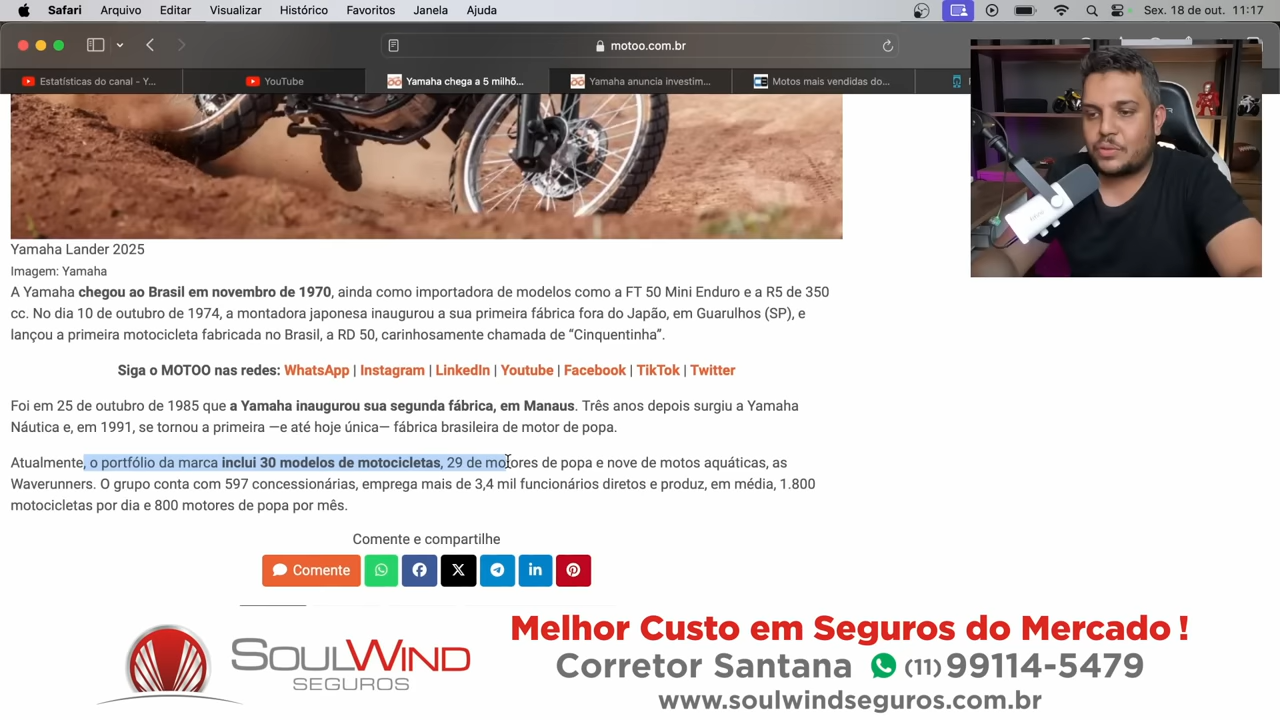 Safari Arquivo Editar Visualizar Histórico Favoritos Janela Ajuda Sex. 18 de out. 11:17
motoo.com.br
Estatísticas do canal - Y... YouTube Yamaha chega a 5 milhõ... Yamaha anuncia investim... Motos mais vendidas do...
Yamaha Lander 2025
Imagem: Yamaha
A Yamaha chegou ao Brasil em novembro de 1970, ainda como importadora de modelos como a FT 50 Mini Enduro e a R5 de 350
cc. No dia 10 de outubro de 1974, a montadora japonesa inaugurou a sua primeira fábrica fora do Japão, em Guarulhos (SP), e
lançou a primeira motocicleta fabricada no Brasil, a RD 50, carinhosamente chamada de “Cinquentinha”.
Siga o MOTOO nas redes: WhatsApp | Instagram | LinkedIn | Youtube | Facebook | TikTok | Twitter
Foi em 25 de outubro de 1985 que a Yamaha inaugurou sua segunda fábrica, em Manaus. Três anos depois surgiu a Yamaha
Náutica e, em 1991, se tornou a primeira —e até hoje única— fábrica brasileira de motor de popa.
Atualmente, o portfólio da marca inclui 30 modelos de motocicletas, 29 de motores de popa e nove de motos aquáticas, as
Waverunners. O grupo conta com 597 concessionárias, emprega mais de 3,4 mil funcionários diretos e produz, em média, 1.800
motocicletas por dia e 800 motores de popa por mês.
Comente e compartilhe
Comente
SOULWIND
SEGUROS
Melhor Custo em Seguros do Mercado !
Corretor Santana (11) 99114-5479
www.soulwindseguros.com.br